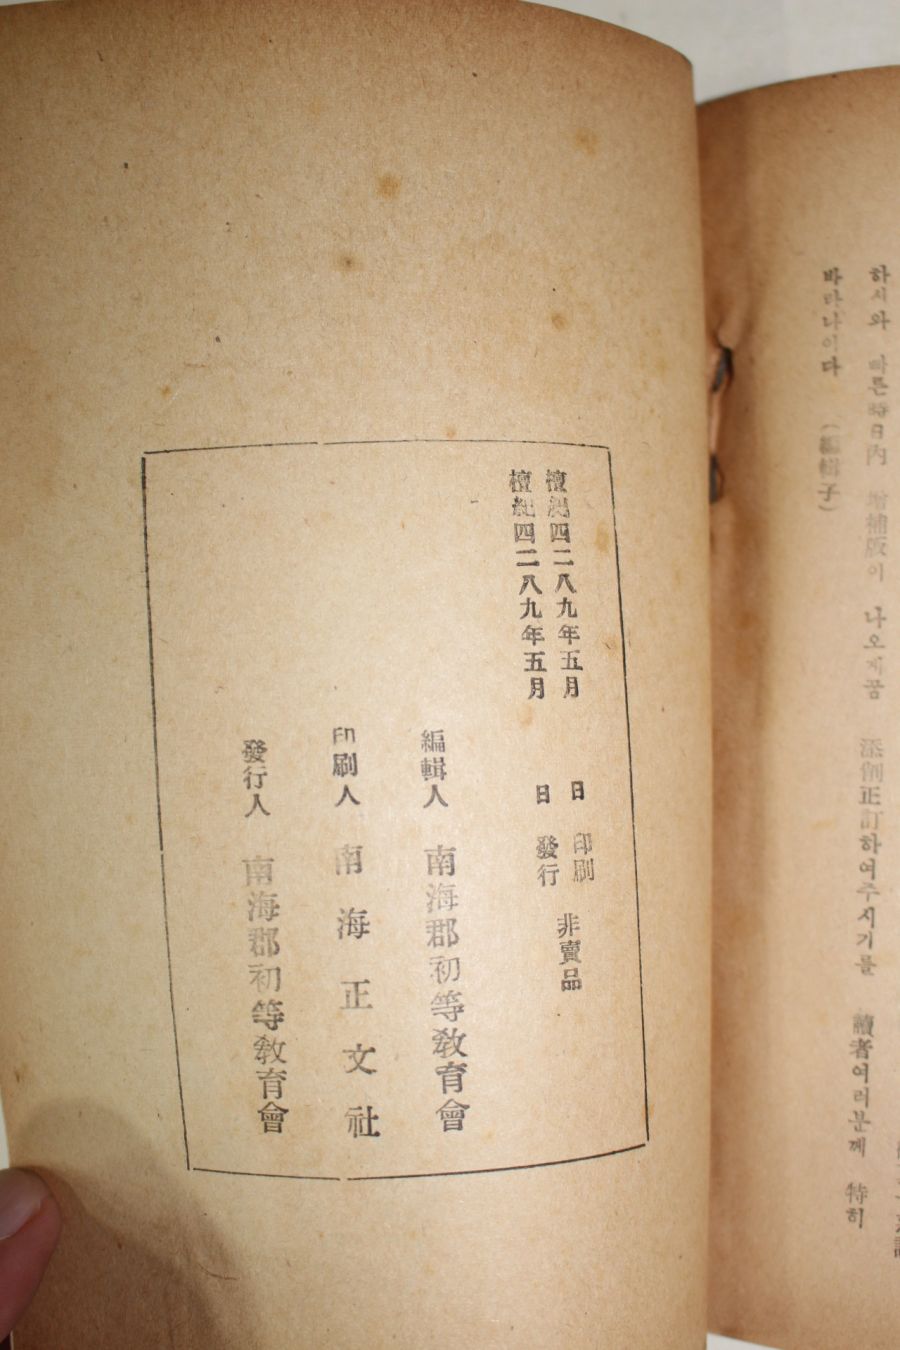 하시와 빠른 時日內 增補版이 나오게끔 添削正訂하여주시기를 讀者여러분께 特히
바라나이다 (編輯子)
檀紀四二八九年五月 日 印刷 非賣品
檀紀四二八九年五月 日 發行
編輯人 南海郡初等敎育會
印刷人 南海正文社
發行人 南海郡初等敎育會